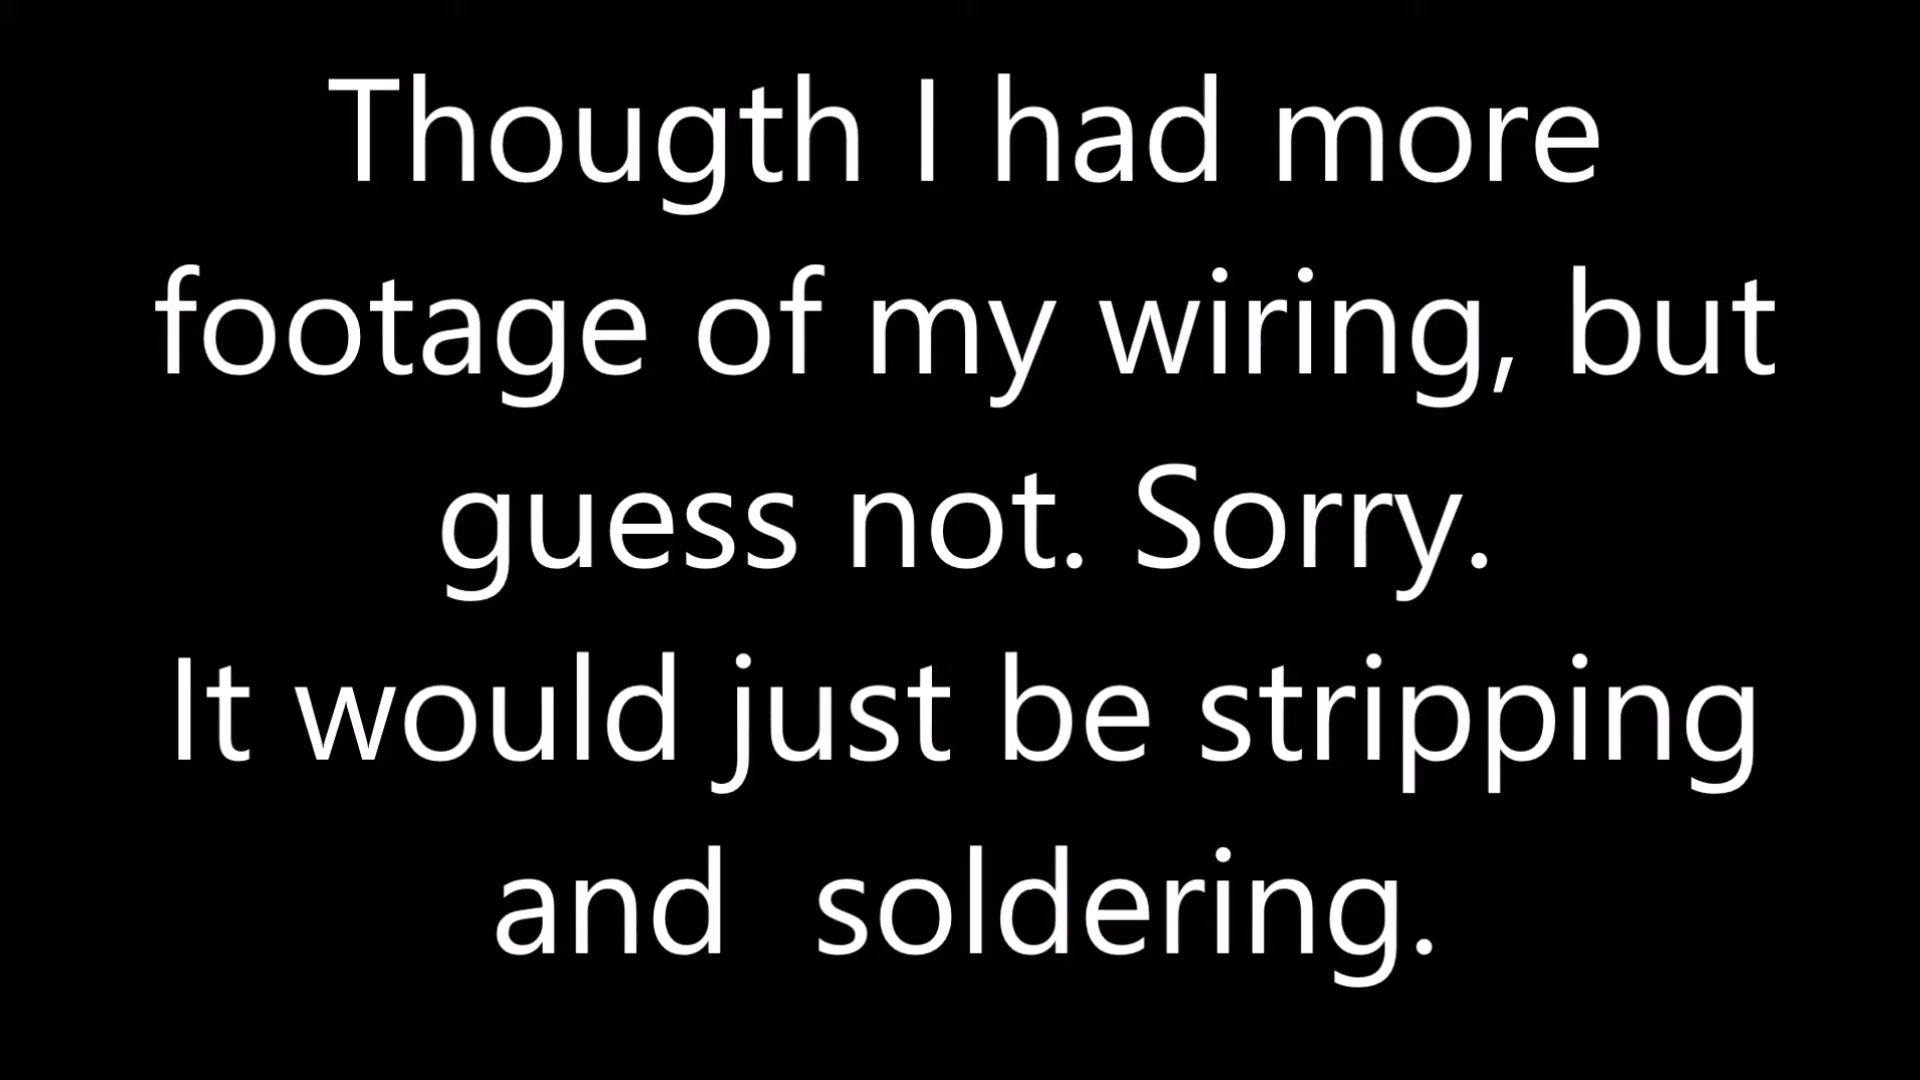 Thougth I had more
footage of my wiring, but
guess not. Sorry.
It would just be stripping
and  soldering.